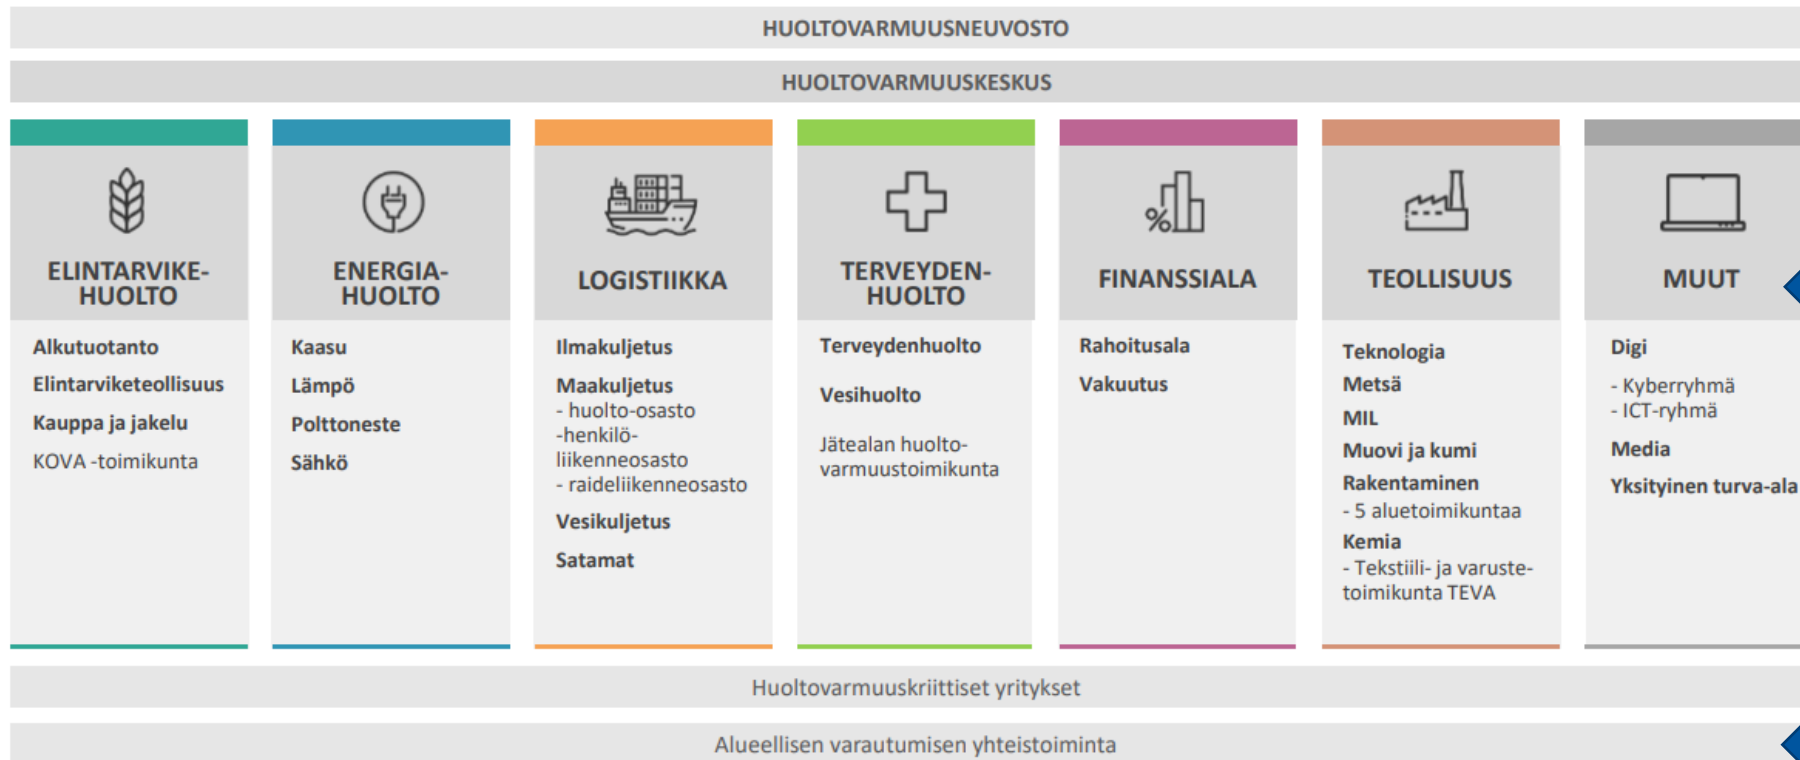 HUOLTOVARMUUSNEUVOSTO
HUOLTOVARMUUSKESKUS
ELINTARVIKE-
HUOLTO
Alkutuotanto
Elintarviketeollisuus
Kauppa ja jakelu
KOVA -toimikunta
ENERGIA-
HUOLTO
Kaasu
Lämpö
Polttoneste
Sähkö
LOGISTIIKKA
Ilmakuljetus
Maakuljetus
- huolto-osasto
-henkilö-
liikenneosasto
- raideliikenneosasto
Vesikuljetus
Satamat
TERVEYDEN-
HUOLTO
Terveydenhuolto
Vesihuolto
Jätealan huolto-
varmuustoimikunta
%
FINANSSIALA
Rahoitusala
Vakuutus
TEOLLISUUS
Teknologia
Metsä
MIL
Muovi ja kumi
Rakentaminen
- 5 aluetoimikuntaa
Kemia
- Tekstiili- ja varuste-
toimikunta TEVA
MUUT
Digi
- Kyberryhmä
- ICT-ryhmä
Media
Yksityinen turva-ala
Huoltovarmuuskriittiset yritykset
Alueellisen varautumisen yhteistoiminta